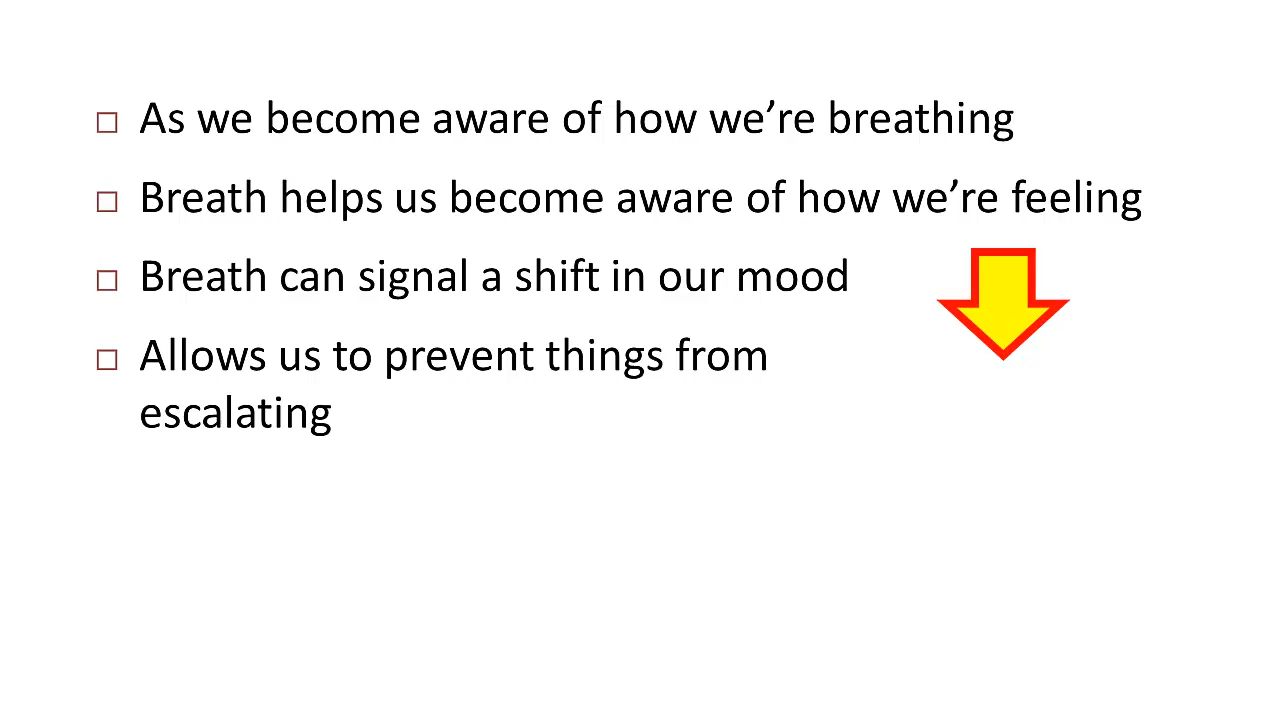 As we become aware of how we’re breathing
Breath helps us become aware of how we’re feeling
Breath can signal a shift in our mood
Allows us to prevent things from
escalating